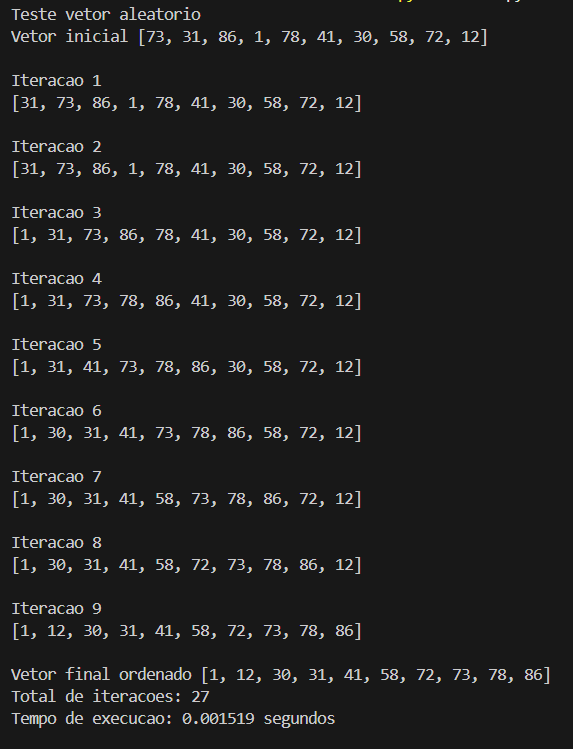 Teste vetor aleatorio
Vetor inicial [73, 31, 86, 1, 78, 41, 30, 58, 72, 12]
Iteracao 1
[31, 73, 86, 1, 78, 41, 30, 58, 72, 12]
Iteracao 2
[31, 73, 86, 1, 78, 41, 30, 58, 72, 12]
Iteracao 3
[1, 31, 73, 86, 78, 41, 30, 58, 72, 12]
Iteracao 4
[1, 31, 73, 78, 86, 41, 30, 58, 72, 12]
Iteracao 5
[1, 31, 41, 73, 78, 86, 30, 58, 72, 12]
Iteracao 6
[1, 30, 31, 41, 73, 78, 86, 58, 72, 12]
Iteracao 7
[1, 30, 31, 41, 58, 73, 78, 86, 72, 12]
Iteracao 8
[1, 30, 31, 41, 58, 72, 73, 78, 86, 12]
Iteracao 9
[1, 12, 30, 31, 41, 58, 72, 73, 78, 86]
Vetor final ordenado [1, 12, 30, 31, 41, 58, 72, 73, 78, 86]
Total de iteracoes: 27
Tempo de execucao: 0.001519 segundos